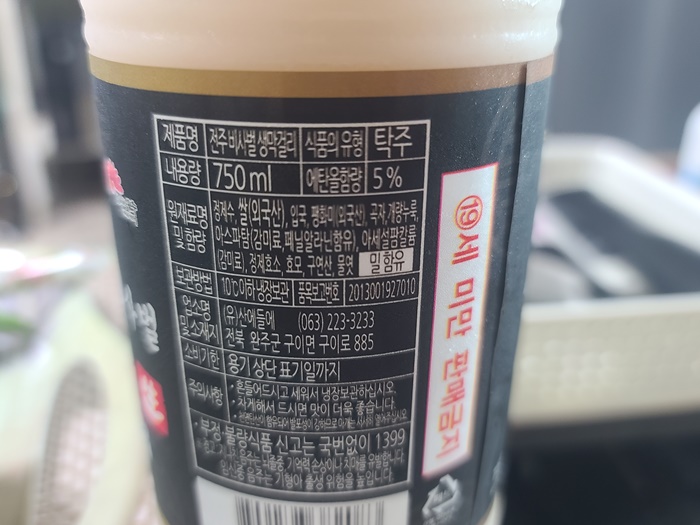 제품명 전주 비사벌 생막걸리 식품의 유형 탁주
내용량 750ml 에탄올함량 5%
원재료명 및 함량 정제수, 쌀(외국산), 입국, 팽화미(외국산), 곡자, 개량누룩,
아스파탐(감미료, 페닐알라닌함유), 아세설팜칼륨
(감미료), 정제효소, 효모, 구연산, 물엿 밀 함유
보관방법 10℃이하 냉장보관 품목보고번호 2013001927010
업소명 및 소재지 (유)산에들에 (063) 223-3233
전북 완주군 구이면 구이로 885
소비기한 용기 상단 표기일까지
주의사항 · 흔들어드시고 세워서 냉장보관하십시오.
· 차게해서 드시면 맛이 더욱 좋습니다.
· 부정·불량식품 신고는 국번없이 1399
19세 미만 판매금지